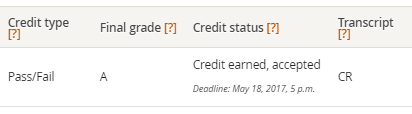 Credit type [?]
Final grade [?]
Credit status [?]
Transcript [?]
Pass/Fail
A
Credit earned, accepted
Deadline: May 18, 2017, 5 p.m.
CR